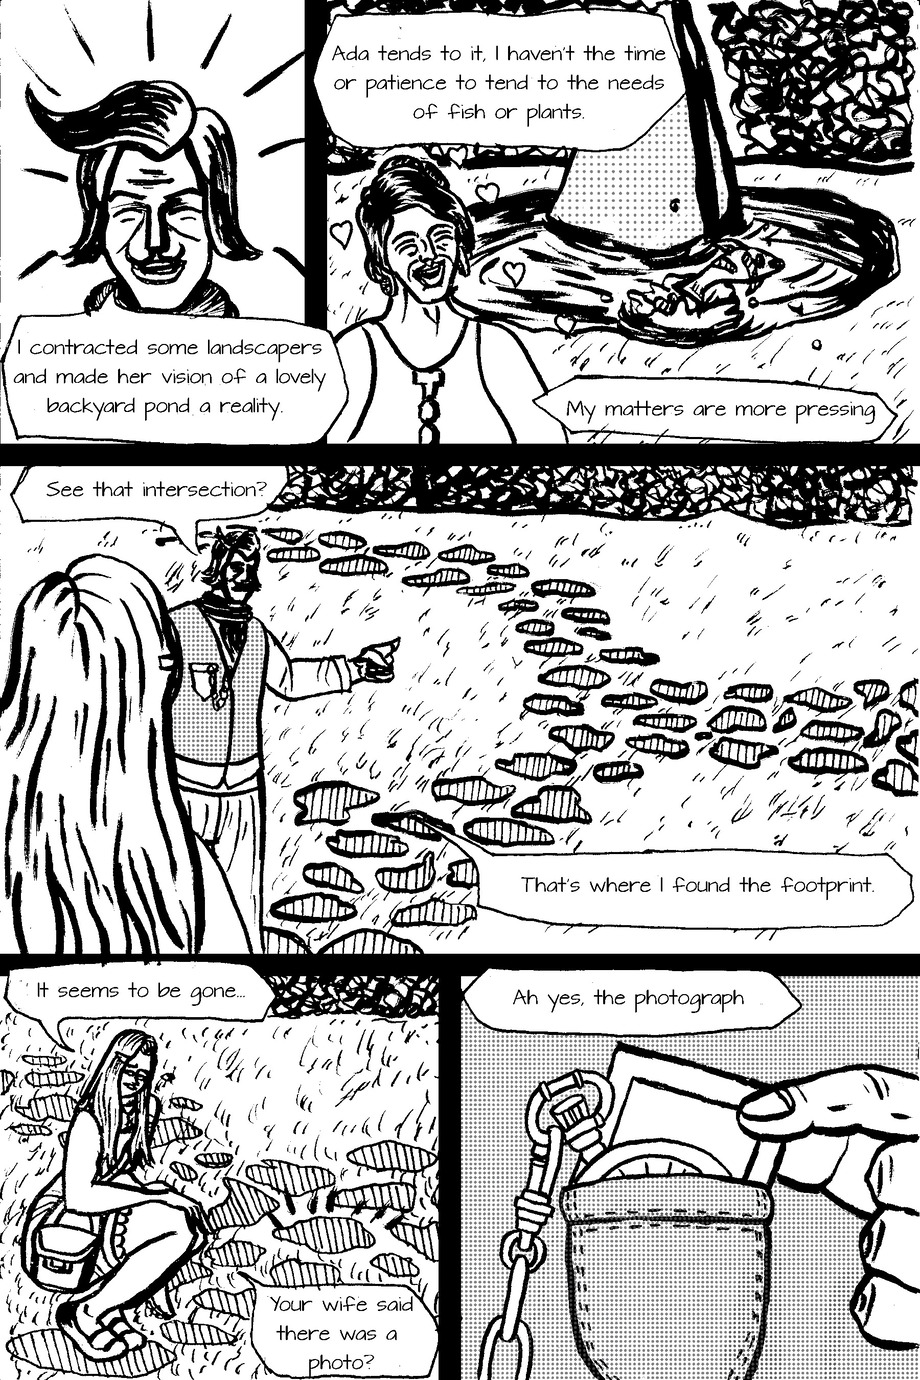 I contracted some landscapers
and made her vision of a lovely
backyard pond a reality.
Ada tends to it, I haven't the time
or patience to tend to the needs
of fish or plants.
My matters are more pressing
See that intersection?
That's where I found the footprint.
It seems to be gone...
Your wife said
there was a
photo?
Ah yes, the photograph